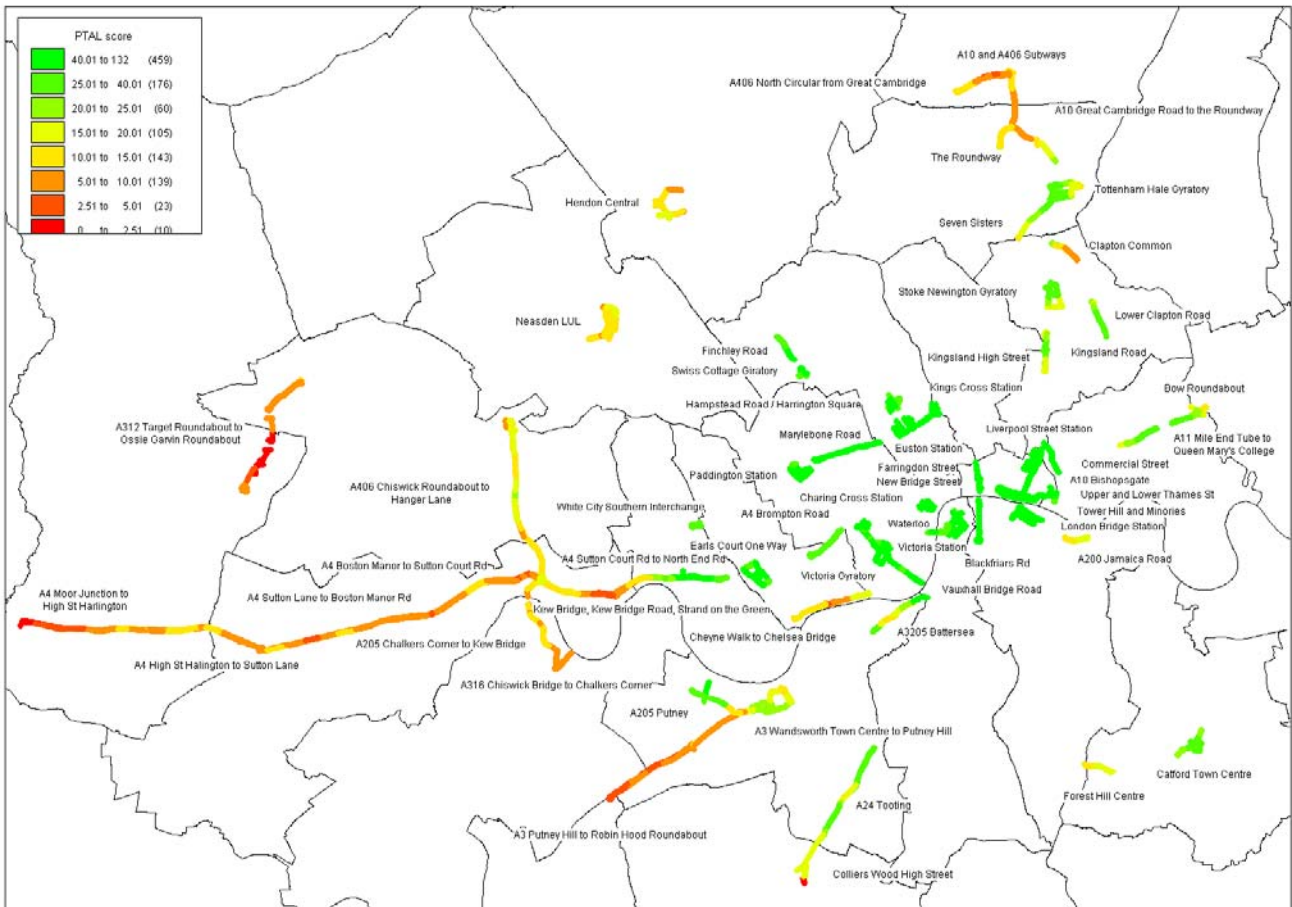 PTAL score
40.01 to 132 (459)
25.01 to 40.01 (176)
20.01 to 25.01 (60)
15.01 to 20.01 (105)
10.01 to 15.01 (143)
5.01 to 10.01 (139)
2.51 to 5.01 (23)
0 to 2.51 (10)
A10 and A406 Subways
A406 North Circular from Great Cambridge
A10 Great Cambridge Road to the Roundway
The Roundway
Tottenham Hale Gyratory
Hendon Central
Seven Sisters
Clapton Common
Stoke Newington Gyratory
Neasden LUL
Lower Clapton Road
Finchley Road
Kingsland High Street
Kingsland Road
Swiss Cottage Giratory
Kings Cross Station
Bow Roundabout
Hampstead Road / Harrington Square
A312 Target Roundabout to
Ossie Garvin Roundabout
Liverpool Street Station
Marylebone Road
A11 Mile End Tube to
Queen Mary's College
Euston Station
Commercial Street
Farringdon Street
Paddington Station
A10 Bishopsgate
New Bridge Street
A406 Chiswick Roundabout to
Hanger Lane
Upper and Lower Thames St
Charing Cross Station
White City Southern Interchange
Tower Hill and Minories
A4 Brompton Road
Waterloo
London Bridge Station
Earls Court One Way
Victoria Station
A4 Sutton Court Rd to North End Rd
A200 Jamaica Road
Blackfriars Rd
A4 Boston Manor to Sutton Court Rd
Victoria Gyratory
Vauxhall Bridge Road
A4 Moor Junction to
High St Harlington
A4 Sutton Lane to Boston Manor Rd
Kew Bridge, Kew Bridge Road, Strand on the Green
A3205 Battersea
Cheyne Walk to Chelsea Bridge
A205 Chalkers Corner to Kew Bridge
A4 High St Halington to Sutton Lane
A316 Chiswick Bridge to Chalkers Corner
A205 Putney
A3 Wandsworth Town Centre to Putney Hill
Catford Town Centre
Forest Hill Centre
A24 Tooting
A3 Putney Hill to Robin Hood Roundabout
Colliers Wood High Street